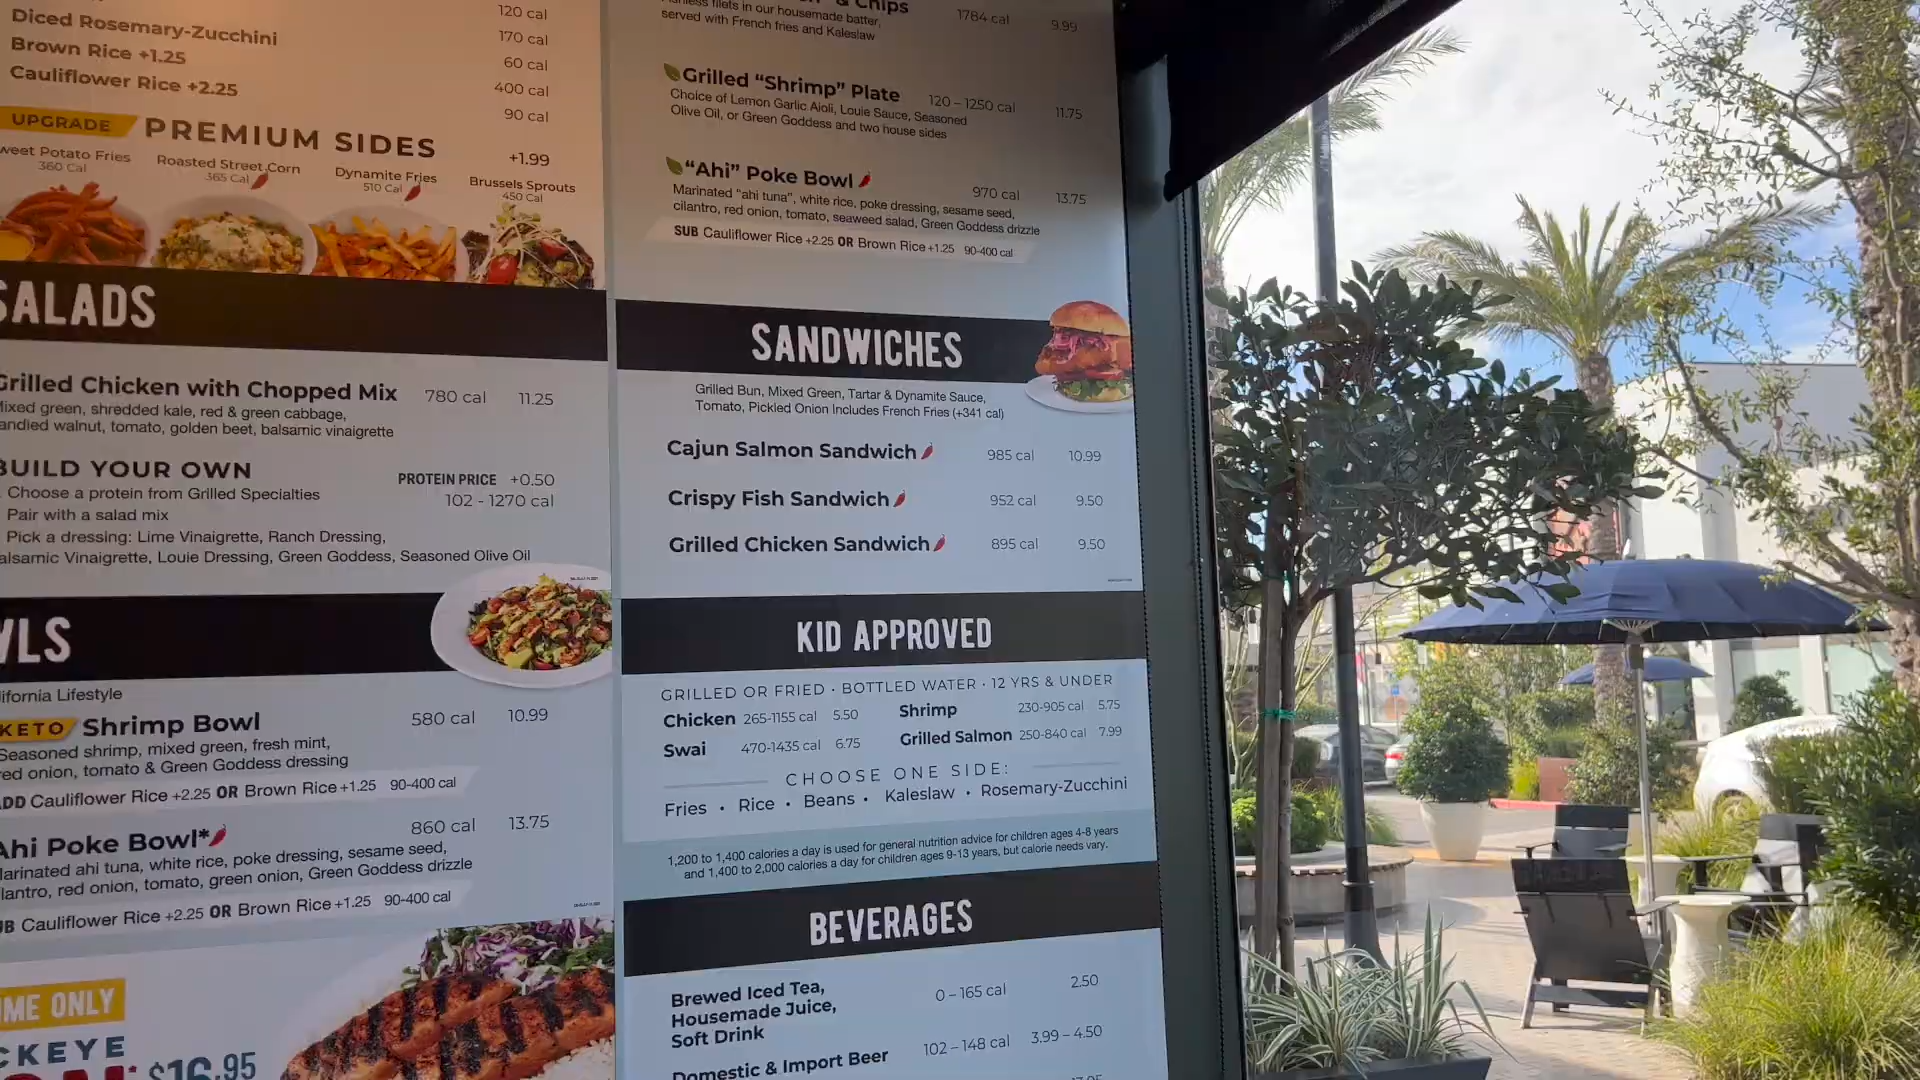 120 cal
Diced Rosemary-Zucchini 170 cal
Brown Rice +1.25 60 cal
Cauliflower Rice +2.25 400 cal
90 cal
UPGRADE PREMIUM SIDES +1.99
weet Potato Fries
360 Cal
Roasted Street Corn
365 Cal
Dynamite Fries
510 Cal
Brussels Sprouts
450 Cal
SALADS
Grilled Chicken with Chopped Mix 780 cal 11.25
Mixed green, shredded kale, red & green cabbage,
andied walnut, tomato, golden beet, balsamic vinaigrette
BUILD YOUR OWN PROTEIN PRICE +0.50
Choose a protein from Grilled Specialties 102 - 1270 cal
Pair with a salad mix
Pick a dressing: Lime Vinaigrette, Ranch Dressing,
alsamic Vinaigrette, Louie Dressing, Green Goddess, Seasoned Olive Oil
WLS
ifornia Lifestyle
KETO Shrimp Bowl 580 cal 10.99
Seasoned shrimp, mixed green, fresh mint,
red onion, tomato & Green Goddess dressing
ADD Cauliflower Rice +2.25 OR Brown Rice +1.25 90-400 cal
Ahi Poke Bowl* 860 cal 13.75
Marinated ahi tuna, white rice, poke dressing, sesame seed,
ilantro, red onion, tomato, green onion, Green Goddess drizzle
UB Cauliflower Rice +2.25 OR Brown Rice +1.25 90-400 cal
IME ONLY
CKEYE
$16.95
& Chips 1784 cal 9.99
filets in our housemade batter,
served with French fries and Kaleslaw
Grilled “Shrimp” Plate 120 – 1250 cal 11.75
Choice of Lemon Garlic Aioli, Louie Sauce, Seasoned
Olive Oil, or Green Goddess and two house sides
“Ahi” Poke Bowl 970 cal 13.75
Marinated “ahi tuna”, white rice, poke dressing, sesame seed,
cilantro, red onion, tomato, seaweed salad, Green Goddess drizzle
SUB Cauliflower Rice +2.25 OR Brown Rice +1.25 90-400 cal
SANDWICHES
Grilled Bun, Mixed Green, Tartar & Dynamite Sauce,
Tomato, Pickled Onion Includes French Fries (+341 cal)
Cajun Salmon Sandwich 985 cal 10.99
Crispy Fish Sandwich 952 cal 9.50
Grilled Chicken Sandwich 895 cal 9.50
KID APPROVED
GRILLED OR FRIED • BOTTLED WATER • 12 YRS & UNDER
Chicken 265-1155 cal 5.50 Shrimp 230-905 cal 5.75
Swai 470-1435 cal 6.75 Grilled Salmon 250-840 cal 7.99
CHOOSE ONE SIDE:
Fries • Rice • Beans • Kaleslaw • Rosemary-Zucchini
1,200 to 1,400 calories a day is used for general nutrition advice for children ages 4-8 years
and 1,400 to 2,000 calories a day for children ages 9-13 years, but calorie needs vary.
BEVERAGES
Brewed Iced Tea,
Housemade Juice, 0 – 165 cal 2.50
Soft Drink
Domestic & Import Beer 102 – 148 cal 3.99 – 4.50